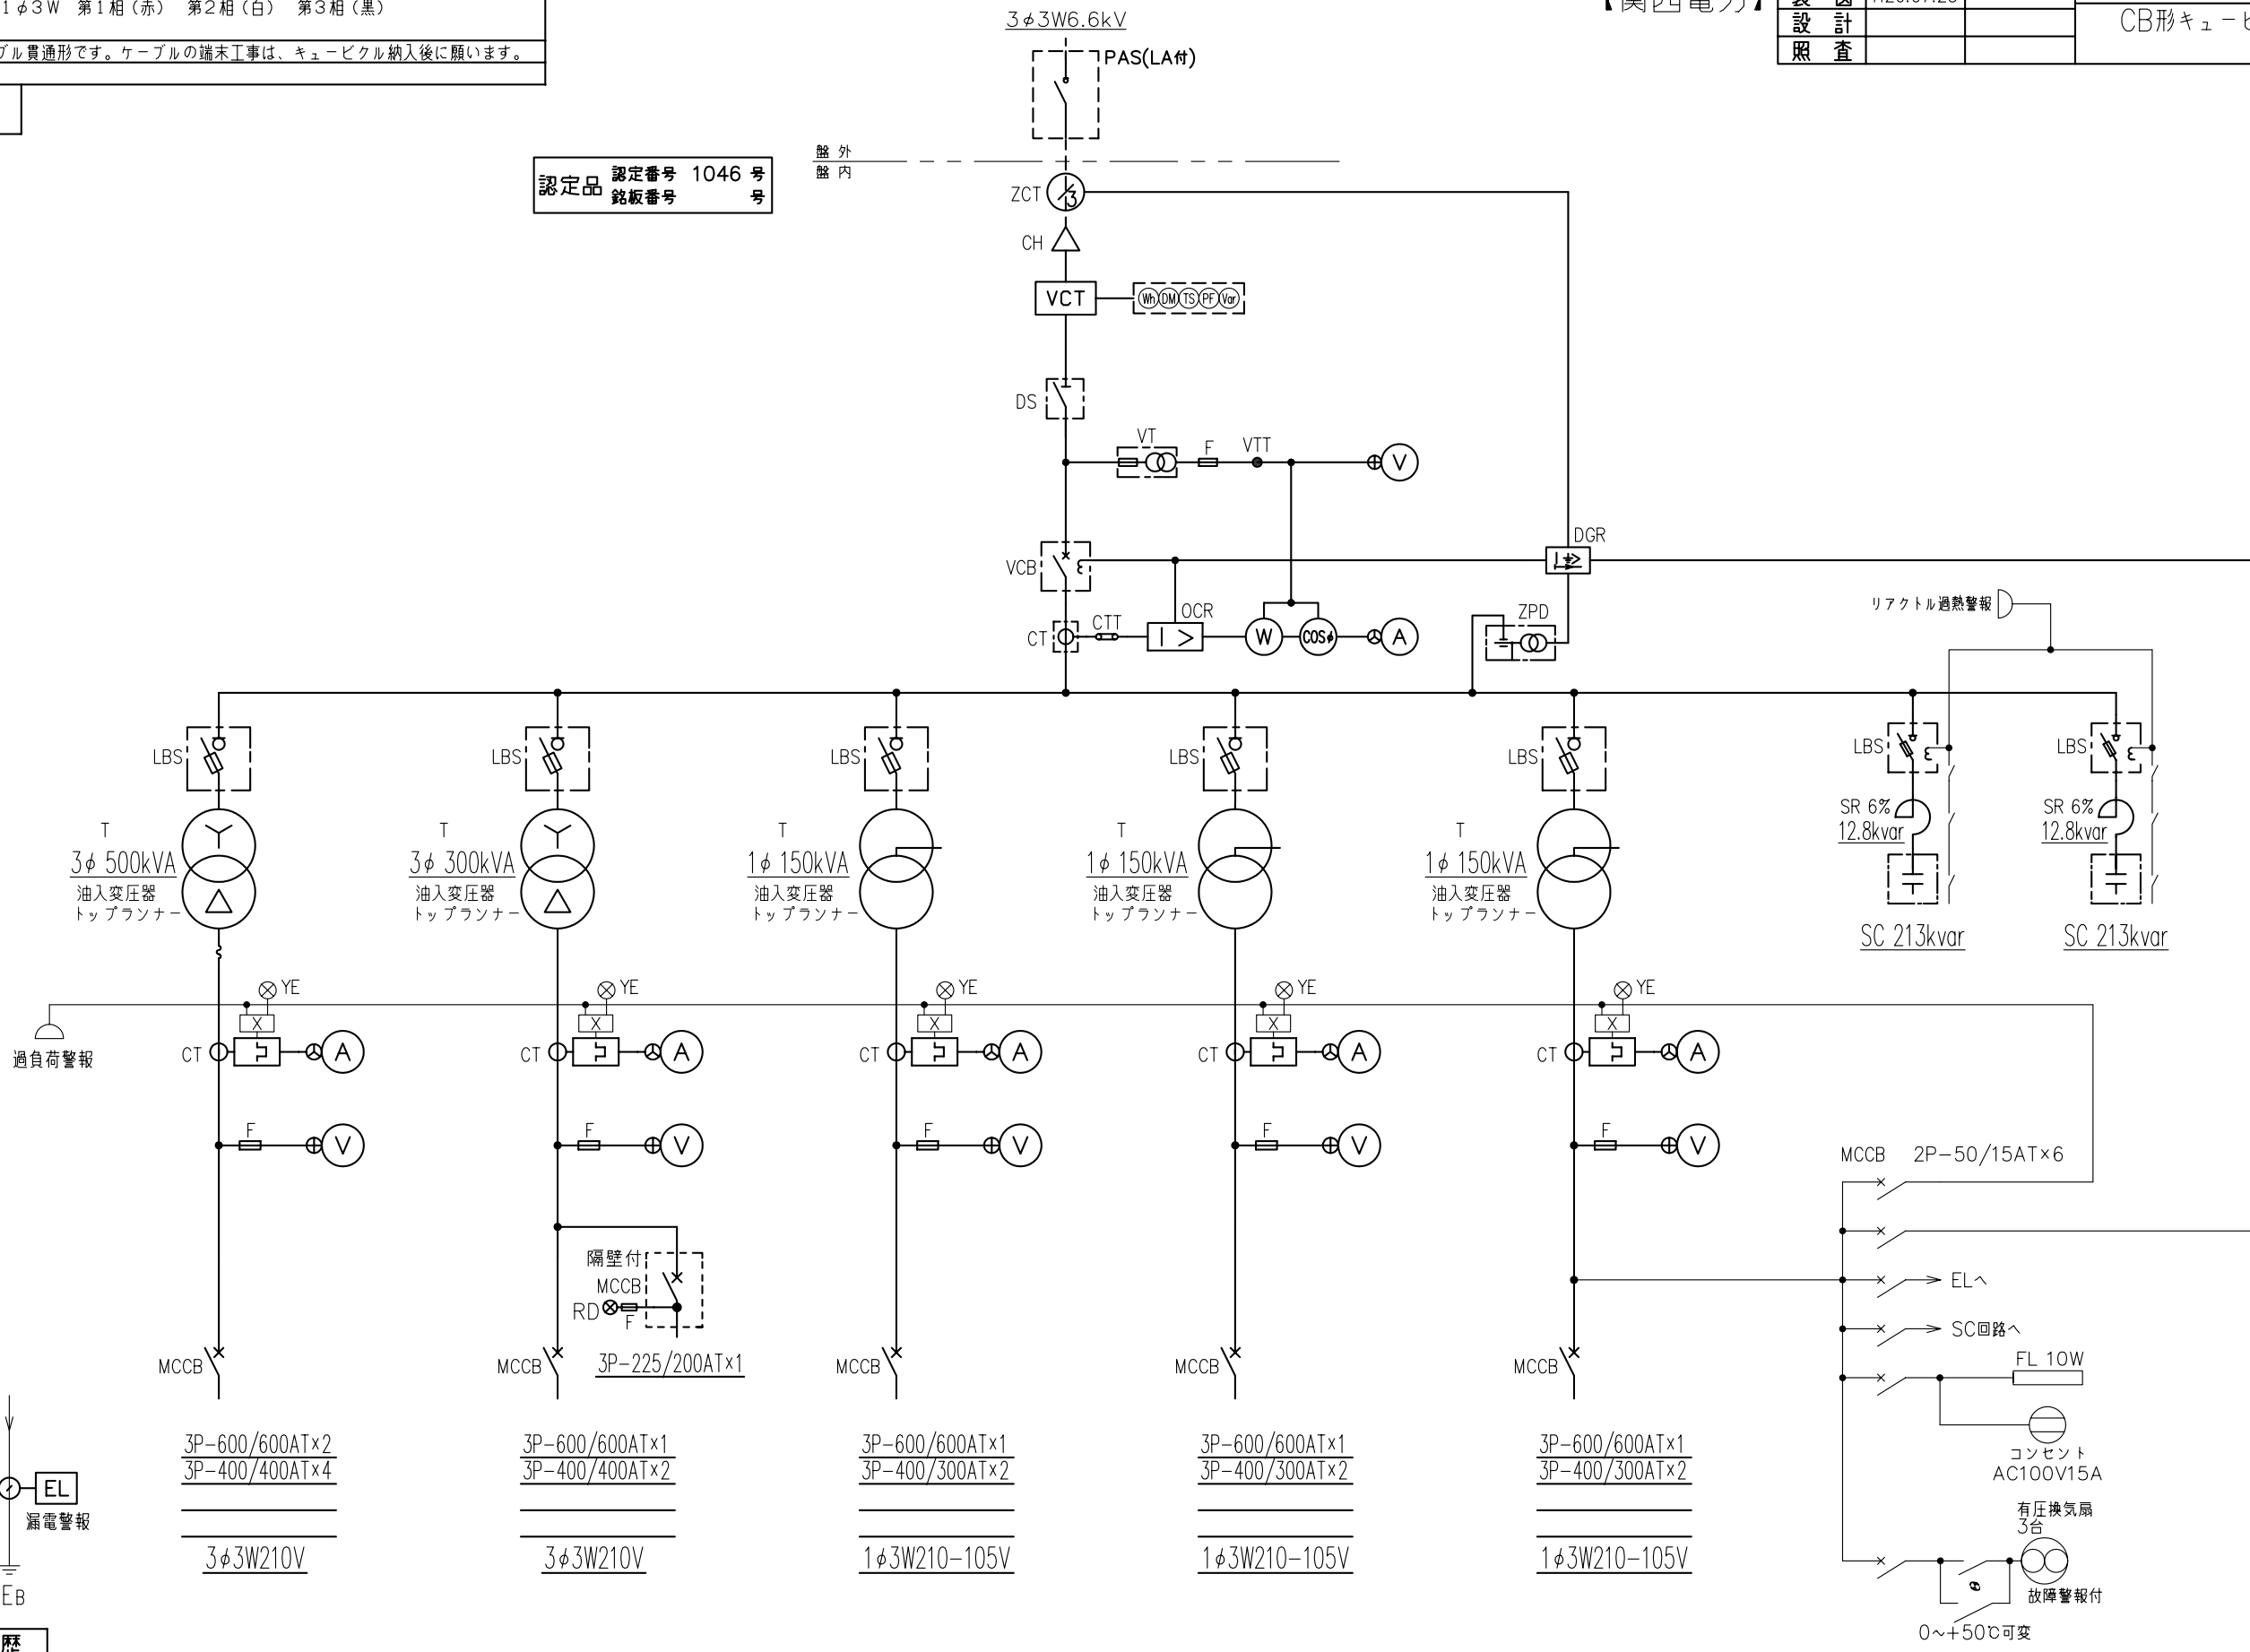 1φ3W 第1相(赤) 第2相(白) 第3相(黒)
ブル貫通形です。ケーブルの端末工事は、キュービクル納入後に願います。
【関西電力】
製 図
設 計
照 査
CB形キュービ
3φ3W6.6kV
PAS(LA付)
盤 外
盤 内
認定品 認定番号 1046 号
銘板番号 号
ZCT
3
CH
VCT
Wh DM TS PF Var
DS
VT F VTT
V
VCB
DGR
I >
CT CTT
OCR
I >
W COSφ A
ZPD
リアクトル過熱警報
LBS LBS LBS LBS LBS LBS LBS
SR 6% SR 6%
12.8kvar 12.8kvar
T T T T T
3φ 500kVA 3φ 300kVA 1φ 150kVA 1φ 150kVA 1φ 150kVA
油入変圧器 油入変圧器 油入変圧器 油入変圧器 油入変圧器
トップランナー トップランナー トップランナー トップランナー トップランナー
SC 213kvar SC 213kvar
YE YE YE YE YE
X X X X X
過負荷警報
CT A CT A CT A CT A CT A
F V F V F V F V F V
MCCB 2P-50/15AT×6
隔壁付
MCCB
RD
F
ELへ
SC回路へ
FL 10W
MCCB MCCB 3P-225/200AT×1 MCCB MCCB MCCB
コンセント
AC100V15A
3P-600/600AT×2 3P-600/600AT×1 3P-600/600AT×1 3P-600/600AT×1 3P-600/600AT×1
3P-400/400AT×4 3P-400/400AT×2 3P-400/300AT×2 3P-400/300AT×2 3P-400/300AT×2
EL
漏電警報
有圧換気扇
3台
3φ3W210V 3φ3W210V 1φ3W210-105V 1φ3W210-105V 1φ3W210-105V
θ
故障警報付
EB
0~+50℃可変
歴